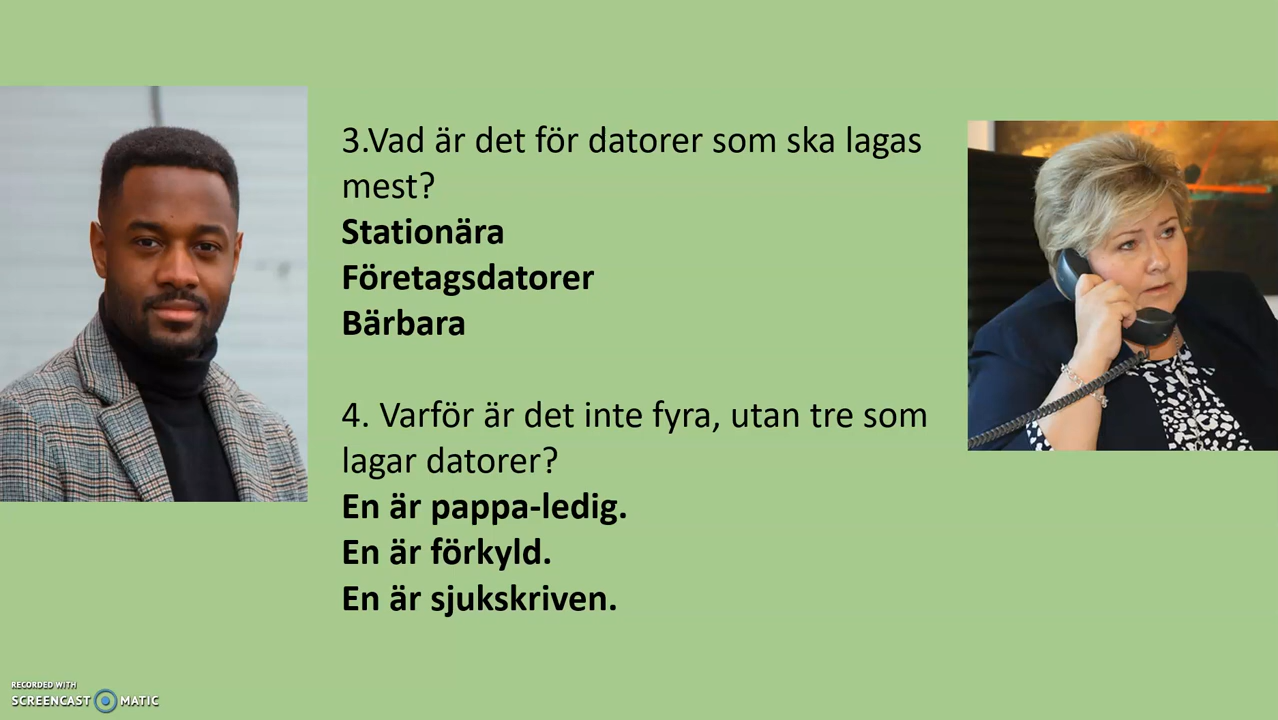 3.Vad är det för datorer som ska lagas
mest?
Stationära
Företagsdatorer
Bärbara
4. Varför är det inte fyra, utan tre som
lagar datorer?
En är pappa-ledig.
En är förkyld.
En är sjukskriven.
RECORDED WITH
SCREENCAST MATIC